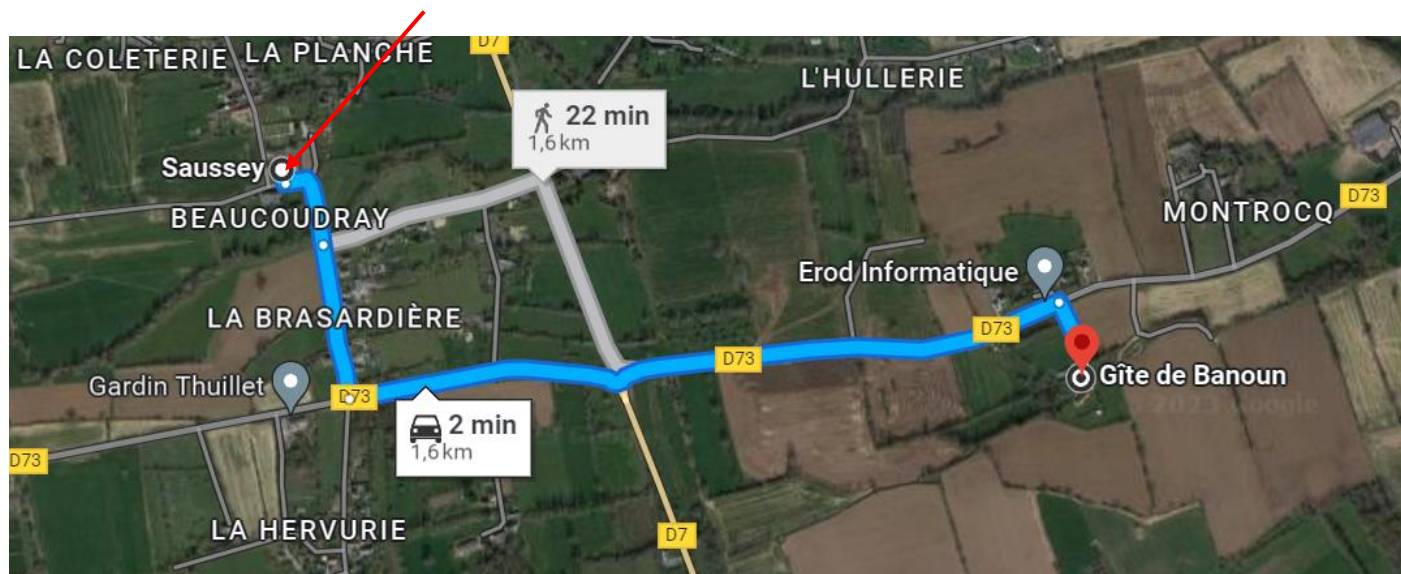 D7
LA COLETERIE
LA PLANCHE
L'HULLERIE
22 min
1,6 km
Saussey
D73
BEAUCOUDRAY
MONTROCQ
Erod Informatique
LA BRASARDIÈRE
D73
D73
Gîte de Banoun
Gardin Thuillet
D73
2 min
1,6 km
D73
LA HERVURIE
D7